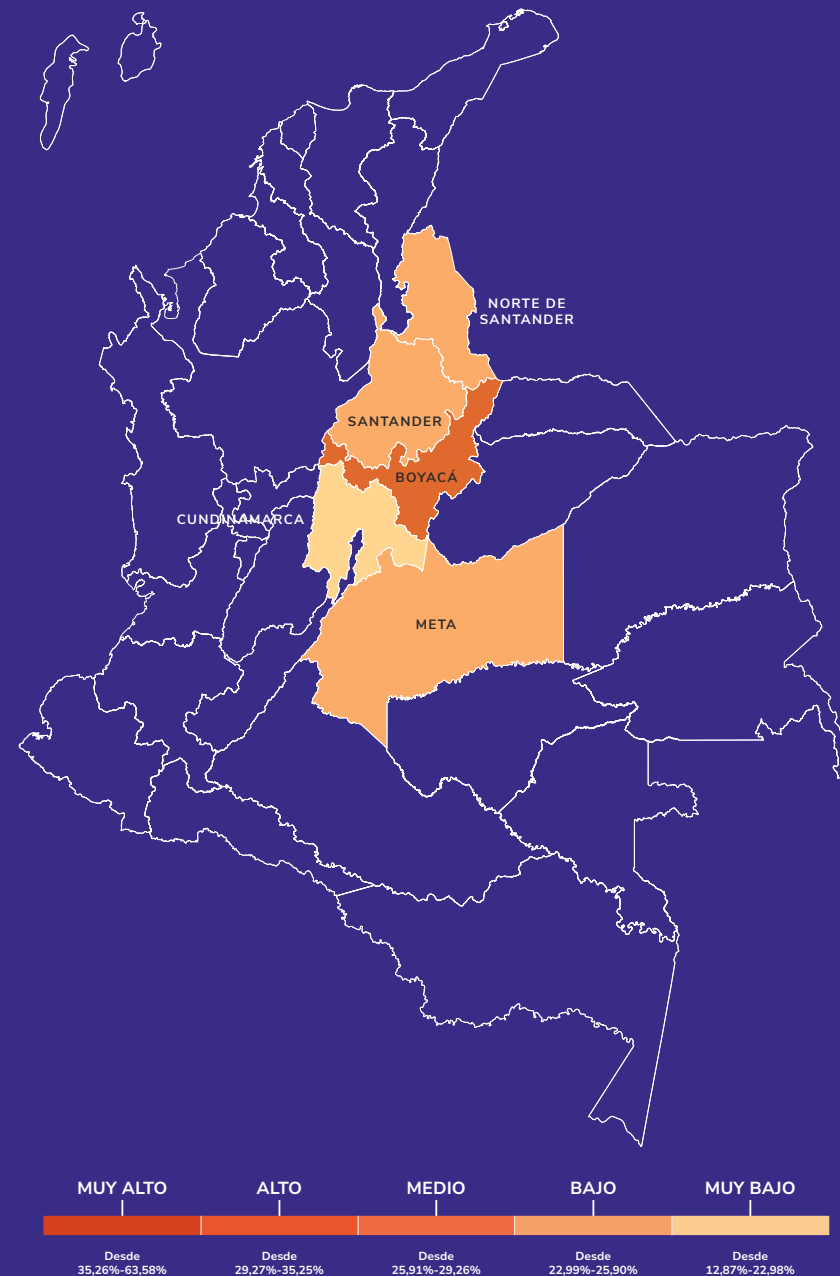 NORTE DE
SANTANDER
SANTANDER
BOYACÁ
CUNDINAMARCA
META
MUY ALTO
ALTO
MEDIO
BAJO
MUY BAJO
Desde
35,26%-63,58%
Desde
29,27%-35,25%
Desde
25,91%-29,26%
Desde
22,99%-25,90%
Desde
12,87%-22,98%